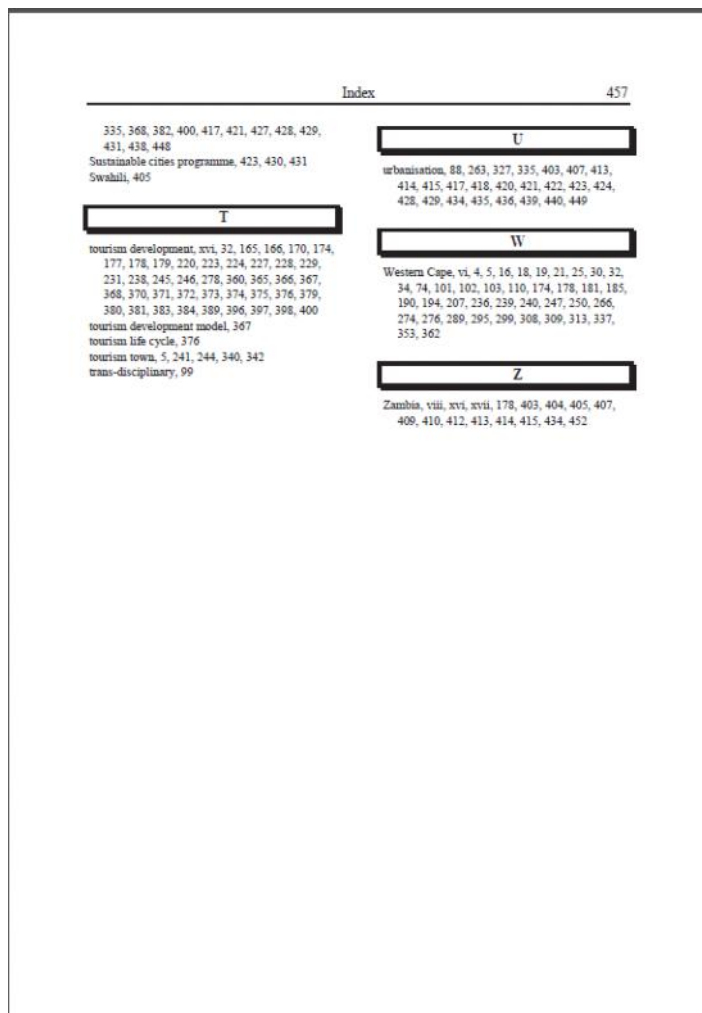 Index 457
335, 368, 382, 400, 417, 421, 427, 428, 429,
431, 438, 448
Sustainable cities programme, 423, 430, 431
Swahili, 405
T
tourism development, xvi, 32, 165, 166, 170, 174,
177, 178, 179, 220, 223, 224, 227, 228, 229,
231, 238, 245, 246, 278, 360, 365, 366, 367,
368, 370, 371, 372, 373, 374, 375, 376, 379,
380, 381, 383, 384, 389, 396, 397, 398, 400
tourism development model, 367
tourism life cycle, 376
tourism town, 5, 241, 244, 340, 342
trans-disciplinary, 99
U
urbanisation, 88, 263, 327, 335, 403, 407, 413,
414, 415, 417, 418, 420, 421, 422, 423, 424,
428, 429, 434, 435, 436, 439, 440, 449
W
Western Cape, vi, 4, 5, 16, 18, 19, 21, 25, 30, 32,
34, 74, 101, 102, 103, 110, 174, 178, 181, 185,
190, 194, 207, 236, 239, 240, 247, 250, 266,
274, 276, 289, 295, 299, 308, 309, 313, 337,
353, 362
Z
Zambia, viii, xvi, xvii, 178, 403, 404, 405, 407,
409, 410, 412, 413, 414, 415, 434, 452